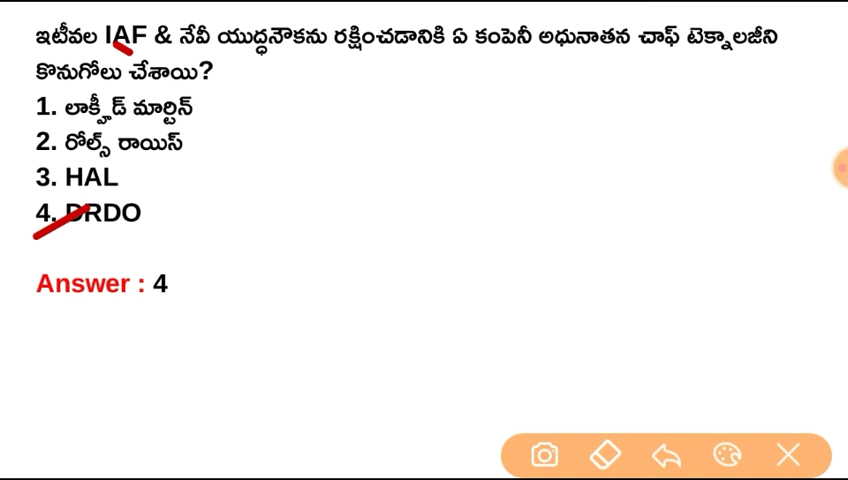 ఇటీవల IAF & నేవీ యుద్ధనౌకను రక్షించడానికి ఏ కంపెనీ అధునాతన చాఫ్ టెక్నాలజీని
కొనుగోలు చేశాయి?
1. లాక్హీడ్ మార్టిన్
2. రోల్స్ రాయిస్
3. HAL
4. DRDO
Answer : 4